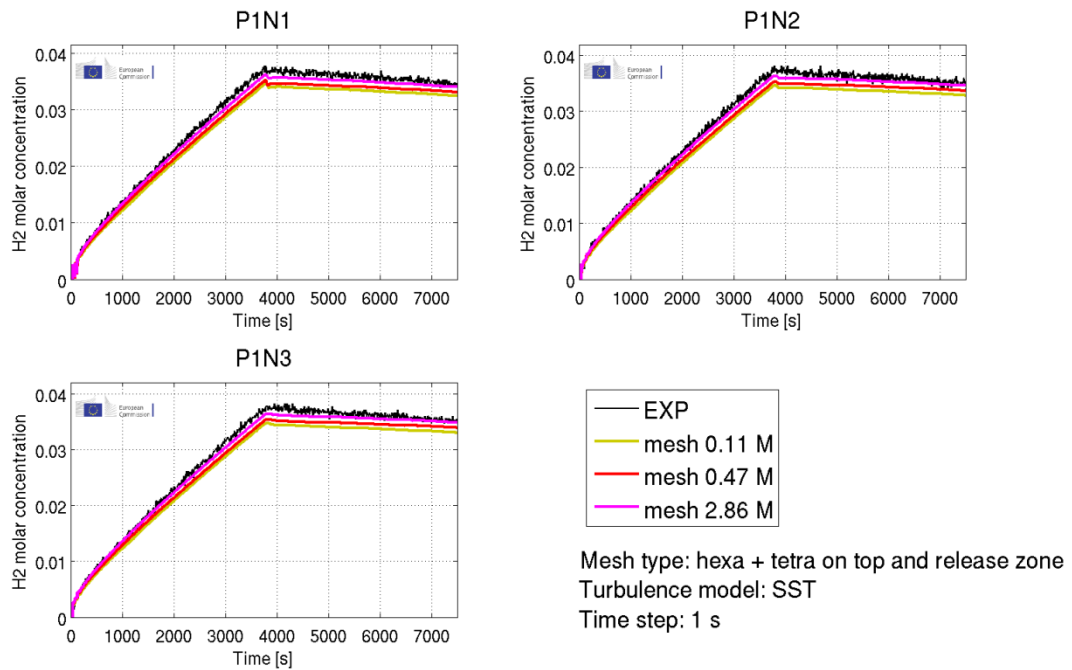 P1N1
European
Commission
H2 molar concentration
0.04
0.03
0.02
0.01
0
0 1000 2000 3000 4000 5000 6000 7000
Time [s]
P1N2
European
Commission
H2 molar concentration
0.04
0.03
0.02
0.01
0
0 1000 2000 3000 4000 5000 6000 7000
Time [s]
P1N3
European
Commission
H2 molar concentration
0.04
0.03
0.02
0.01
0
0 1000 2000 3000 4000 5000 6000 7000
Time [s]
EXP
mesh 0.11 M
mesh 0.47 M
mesh 2.86 M
Mesh type: hexa + tetra on top and release zone
Turbulence model: SST
Time step: 1 s